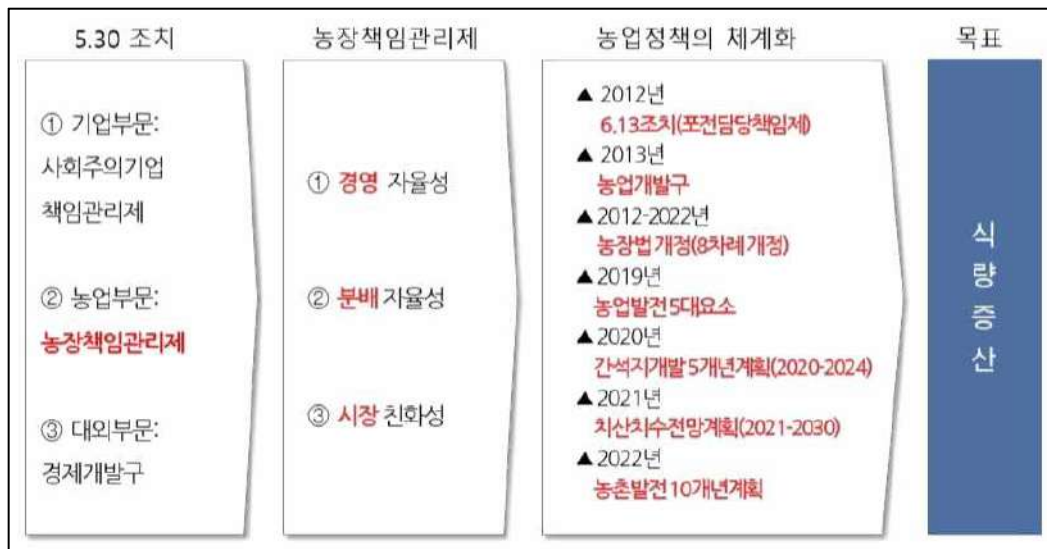 5.30 조치
① 기업부문:
사회주의기업
책임관리제
② 농업부문:
농장책임관리제
③ 대외부문:
경제개발구
농장책임관리제
① 경영 자율성
② 분배 자율성
③ 시장 친화성
농업정책의 체계화
▲ 2012년
6.13조치(포전담당책임제)
▲ 2013년
농업개발구
▲ 2012-2022년
농장법 개정(8차례 개정)
▲ 2019년
농업발전 5대요소
▲ 2020년
간석지개발 5개년계획(2020-2024)
▲ 2021년
치산치수전망계획(2021-2030)
▲ 2022년
농촌발전 10개년계획
목표
식
량
증
산